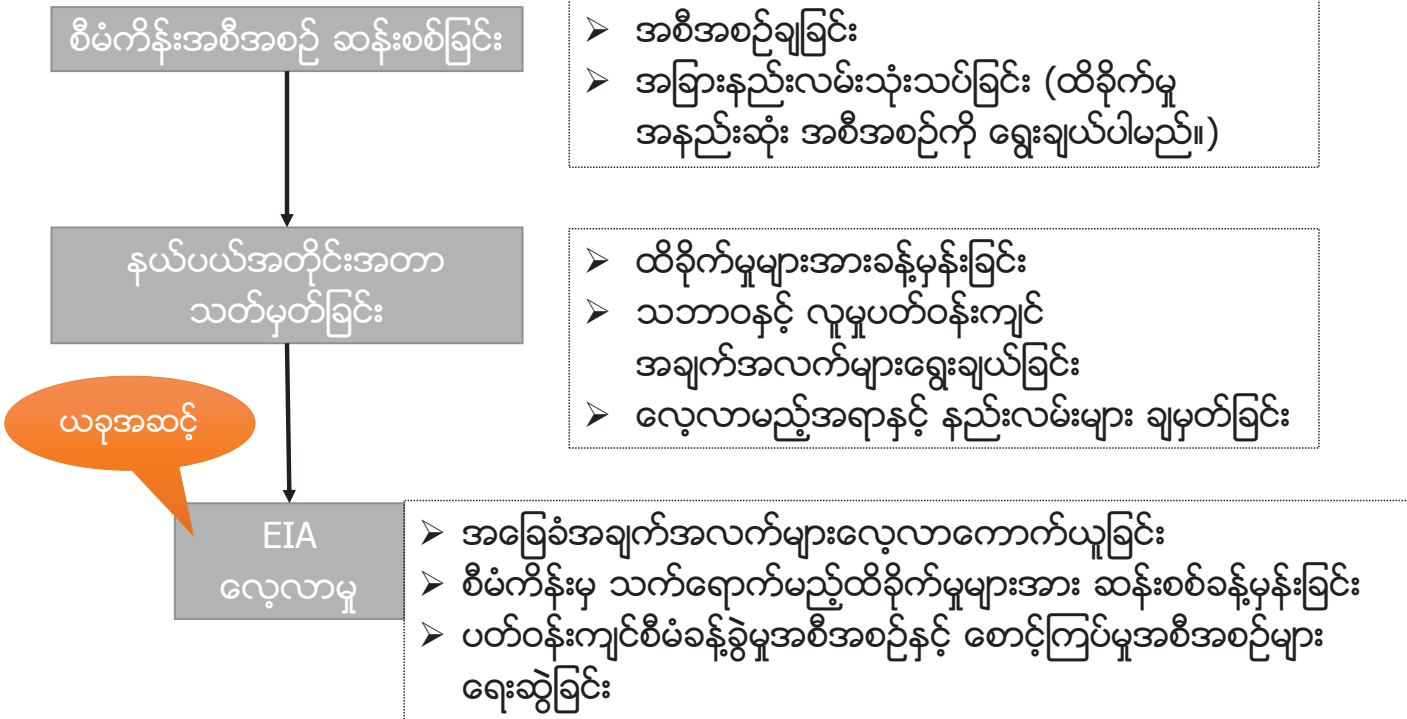 စီမံကိန်းအစီအစဉ် ဆန်းစစ်ခြင်း
➢ အစီအစဉ်ချခြင်း
➢ အခြားနည်းလမ်းသုံးသပ်ခြင်း (ထိခိုက်မှု
အနည်းဆုံး အစီအစဉ်ကို ရွေးချယ်ပါမည်။)
နယ်ပယ်အတိုင်းအတာ
သတ်မှတ်ခြင်း
➢ ထိခိုက်မှုများအားခန့်မှန်းခြင်း
➢ သဘာဝနှင့် လူမှုပတ်ဝန်းကျင်
အချက်အလက်များရွေးချယ်ခြင်း
➢ လေ့လာမည့်အရာနှင့် နည်းလမ်းများ ချမှတ်ခြင်း
ယခုအဆင့်
EIA
လေ့လာမှု
➢ အခြေခံအချက်အလက်များလေ့လာကောက်ယူခြင်း
➢ စီမံကိန်းမှ သက်ရောက်မည့်ထိခိုက်မှုများအား ဆန်းစစ်ခန့်မှန်းခြင်း
➢ ပတ်ဝန်းကျင်စီမံခန့်ခွဲမှုအစီအစဉ်နှင့် စောင့်ကြပ်မှုအစီအစဉ်များ
ရေးဆွဲခြင်း